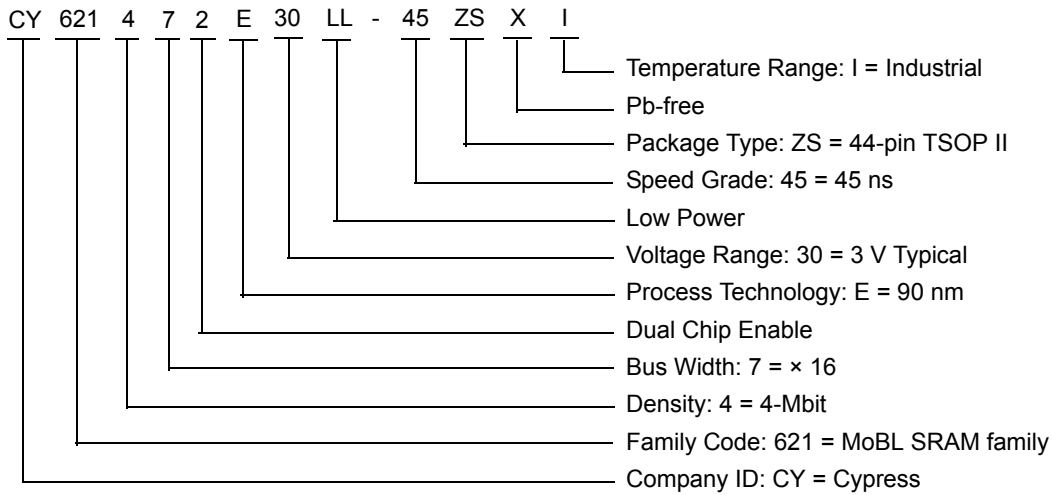 CY 621 4 7 2 E 30 LL - 45 ZS X I
Temperature Range: I = Industrial
Pb-free
Package Type: ZS = 44-pin TSOP II
Speed Grade: 45 = 45 ns
Low Power
Voltage Range: 30 = 3 V Typical
Process Technology: E = 90 nm
Dual Chip Enable
Bus Width: 7 = × 16
Density: 4 = 4-Mbit
Family Code: 621 = MoBL SRAM family
Company ID: CY = Cypress